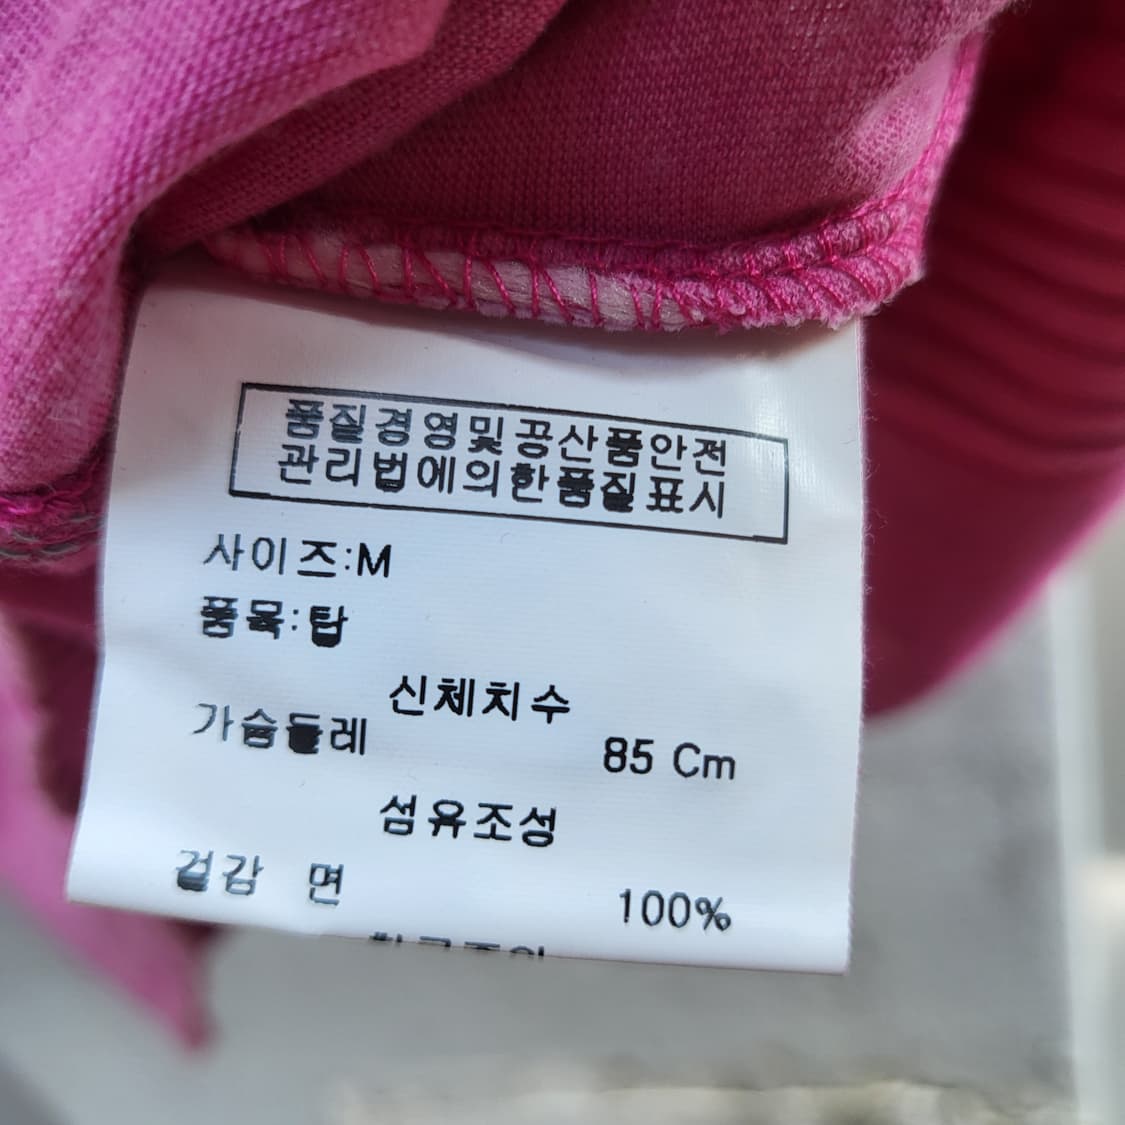 품질경영및공산품안전
관리법에의한품질표시
사이즈:M
품목:탑
신체치수
가슴둘레 85 Cm
섬유조성
겉감 면 100%